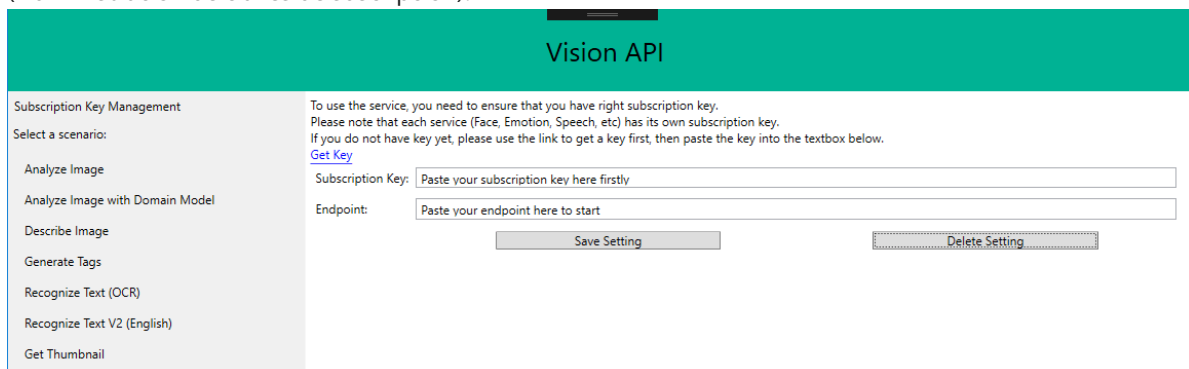 Vision API
Subscription Key Management
Select a scenario:
Analyze Image
Analyze Image with Domain Model
Describe Image
Generate Tags
Recognize Text (OCR)
Recognize Text V2 (English)
Get Thumbnail
To use the service, you need to ensure that you have right subscription key.
Please note that each service (Face, Emotion, Speech, etc) has its own subscription key.
If you do not have key yet, please use the link to get a key first, then paste the key into the textbox below.
Get Key
Subscription Key: Paste your subscription key here firstly
Endpoint: Paste your endpoint here to start
Save Setting Delete Setting